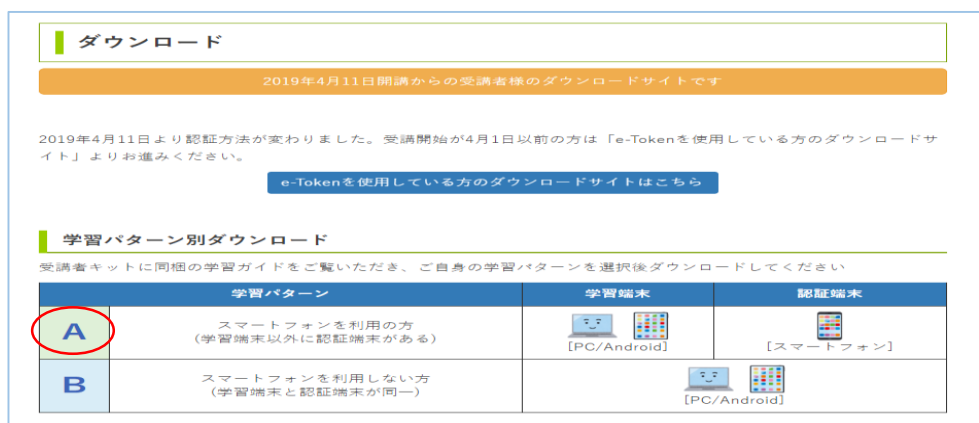 ダウンロード
2019年4月11日開講からの受講者様のダウンロードサイトです
2019年4月11日より認証方法が変わりました。受講開始が4月1日以前の方は「e-Tokenを使用している方のダウンロードサ
イト」よりお進みください。
e-Tokenを使用している方のダウンロードサイトはこちら
学習パターン別ダウンロード
受講者キットに同梱の学習ガイドをご覧いただき、ご自身の学習パターンを選択後ダウンロードしてください
学習パターン 学習端末 認証端末
A スマートフォンを利用の方
(学習端末以外に認証端末がある)
[PC/Android] [スマートフォン]
B スマートフォンを利用しない方
(学習端末と認証端末が同一)
[PC/Android]